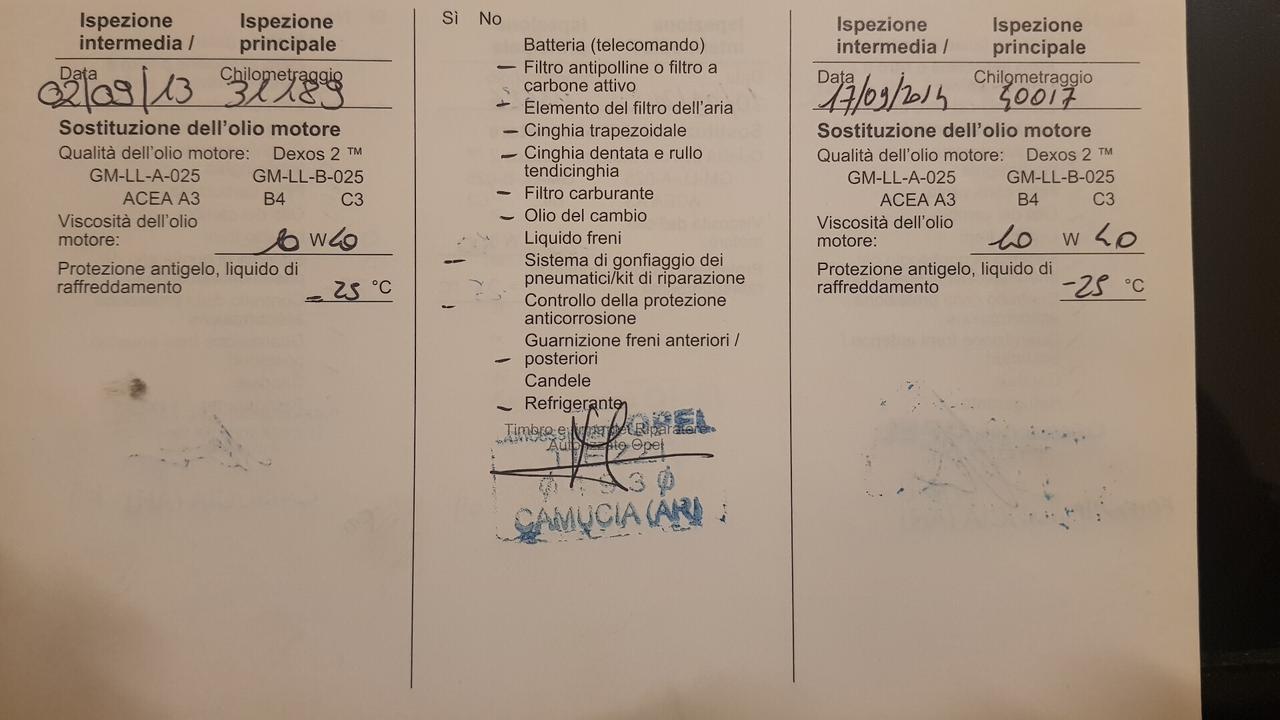 Ispezione intermedia / Ispezione principale
Data Chilometraggio
02/09/13 31189
Sostituzione dell'olio motore
Qualità dell'olio motore: Dexos 2 ™
GM-LL-A-025 GM-LL-B-025
ACEA A3 B4 C3
Viscosità dell'olio
motore: 10 W 40
Protezione antigelo, liquido di
raffreddamento -25 °C
Sì No
Batteria (telecomando)
– Filtro antipolline o filtro a
carbone attivo
– Elemento del filtro dell'aria
– Cinghia trapezoidale
– Cinghia dentata e rullo
tendicinghia
– Filtro carburante
– Olio del cambio
Liquido freni
– Sistema di gonfiaggio dei
pneumatici/kit di riparazione
– Controllo della protezione
anticorrosione
Guarnizione freni anteriori /
– posteriori
Candele
– Refrigerante
Timbro e Riparatore
Autorizzato Opel
OPEL
CAMUCIA (AR)
Ispezione intermedia / Ispezione principale
Data Chilometraggio
17/09/2014 40017
Sostituzione dell'olio motore
Qualità dell'olio motore: Dexos 2 ™
GM-LL-A-025 GM-LL-B-025
ACEA A3 B4 C3
Viscosità dell'olio
motore: 10 W 40
Protezione antigelo, liquido di
raffreddamento -25 °C